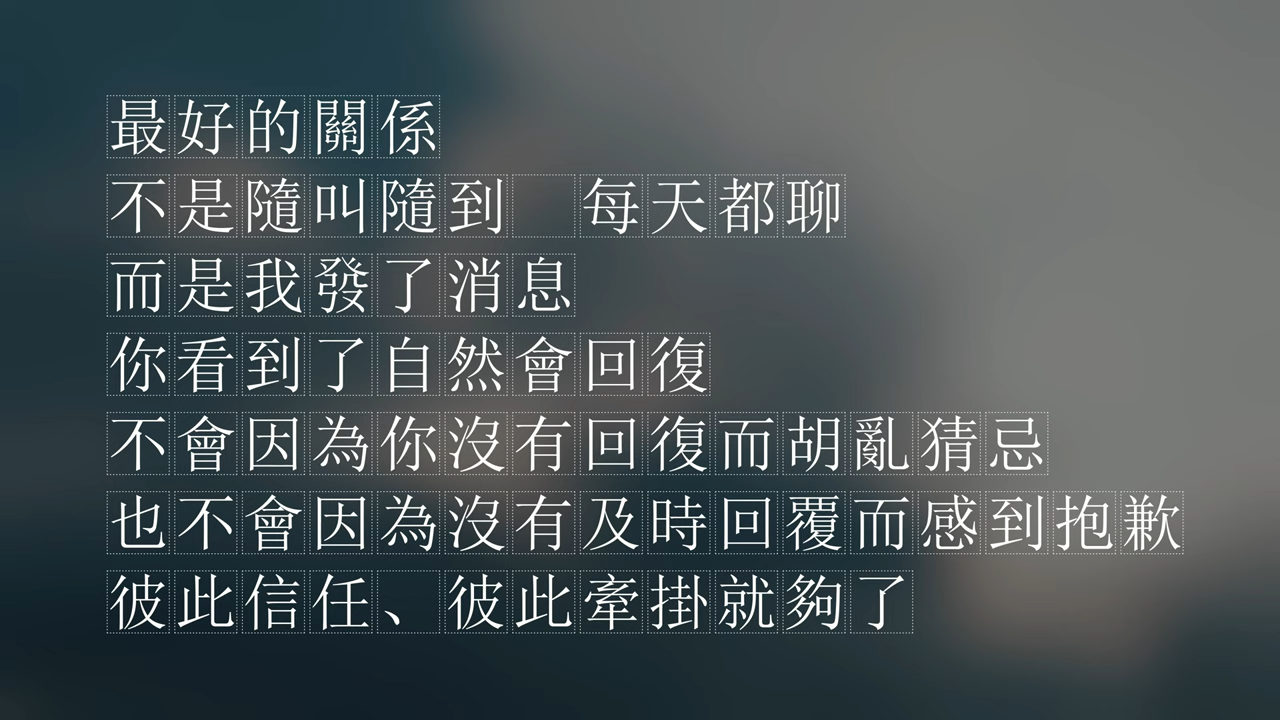 最好的關係
不是隨叫隨到　每天都聊
而是我發了消息
你看到了自然會回復
不會因為你沒有回復而胡亂猜忌
也不會因為沒有及時回覆而感到抱歉
彼此信任、彼此牽掛就夠了